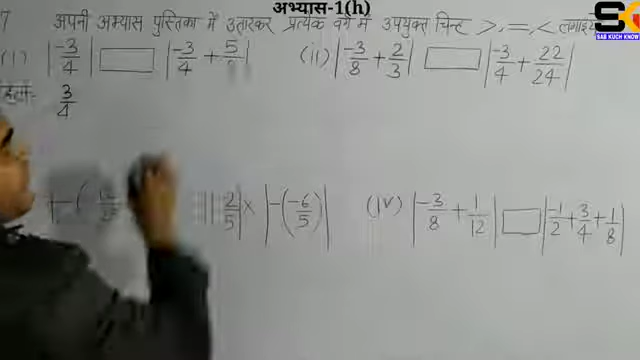 अभ्यास-1(h)
SK
SAB KUCH KNOW
7 अपनी अभ्यास पुस्तिका में उतारकर प्रत्येक वर्ग में उपयुक्त चिन्ह >, =, < लगाइए
(i) |-3/4| □ |-3/4 + 5/ | (ii) |-3/8 + 2/3| □ |-3/4 + 22/24|
हल:- 3/4
|-( |2/5| × |-(-6/5)| (iv) |-3/8 + 1/12| □ |-1/2 + 3/4 + 1/8|